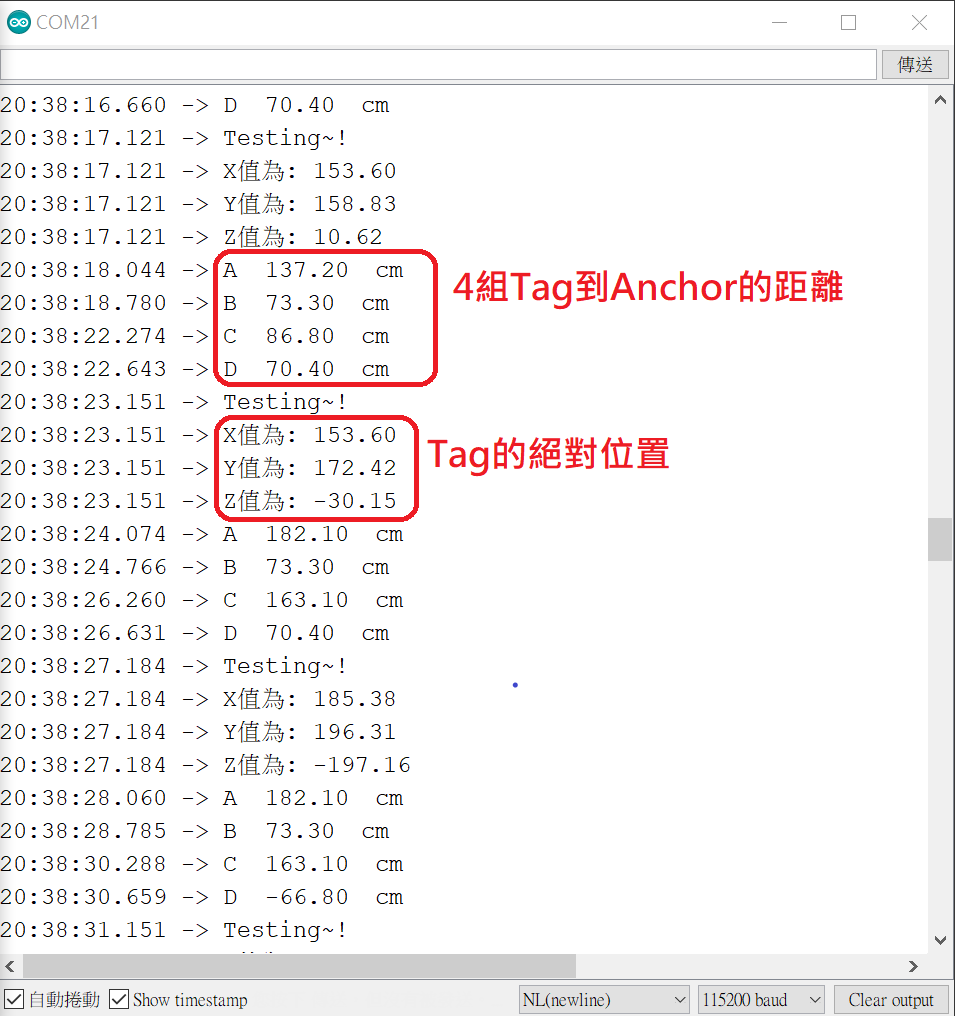 COM21
傳送
20:38:16.660 -> D  70.40  cm
20:38:17.121 -> Testing~!
20:38:17.121 -> X值為: 153.60
20:38:17.121 -> Y值為: 158.83
20:38:17.121 -> Z值為: 10.62
20:38:18.044 -> A  137.20  cm
20:38:18.780 -> B  73.30  cm
4組Tag到Anchor的距離
20:38:22.274 -> C  86.80  cm
20:38:22.643 -> D  70.40  cm
20:38:23.151 -> Testing~!
20:38:23.151 -> X值為: 153.60
20:38:23.151 -> Y值為: 172.42
Tag的絕對位置
20:38:23.151 -> Z值為: -30.15
20:38:24.074 -> A  182.10  cm
20:38:24.766 -> B  73.30  cm
20:38:26.260 -> C  163.10  cm
20:38:26.631 -> D  70.40  cm
20:38:27.184 -> Testing~!
20:38:27.184 -> X值為: 185.38
20:38:27.184 -> Y值為: 196.31
20:38:27.184 -> Z值為: -197.16
20:38:28.060 -> A  182.10  cm
20:38:28.785 -> B  73.30  cm
20:38:30.288 -> C  163.10  cm
20:38:30.659 -> D  -66.80  cm
20:38:31.151 -> Testing~!
自動捲動 Show timestamp NL(newline) 115200 baud Clear output